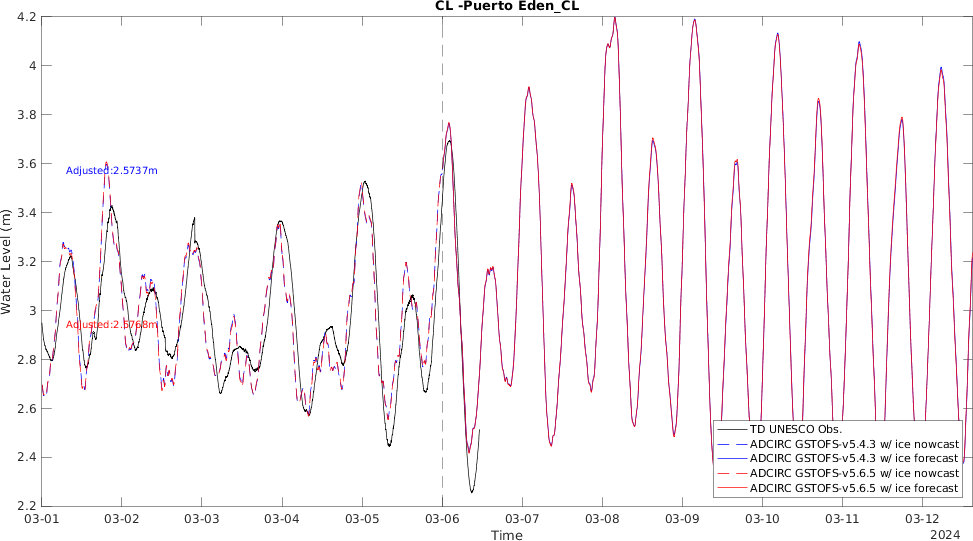 CL -Puerto Eden_CL
4.2
4
3.8
3.6
3.4
3.2
3
2.8
2.6
2.4
2.2
Water Level (m)
Adjusted:2.5737m
Adjusted:2.5768m
TD UNESCO Obs.
ADCIRC GSTOFS-v5.4.3 w/ ice nowcast
ADCIRC GSTOFS-v5.4.3 w/ ice forecast
ADCIRC GSTOFS-v5.6.5 w/ ice nowcast
ADCIRC GSTOFS-v5.6.5 w/ ice forecast
03-01 03-02 03-03 03-04 03-05 03-06 03-07 03-08 03-09 03-10 03-11 03-12
Time
2024